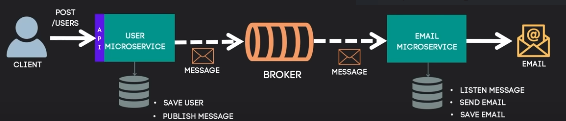 POST
/USERS
CLIENT
API
USER
MICROSERVICE
MESSAGE
BROKER
MESSAGE
EMAIL
MICROSERVICE
@
EMAIL
• SAVE USER
• PUBLISH MESSAGE
• LISTEN MESSAGE
• SEND EMAIL
• SAVE EMAIL